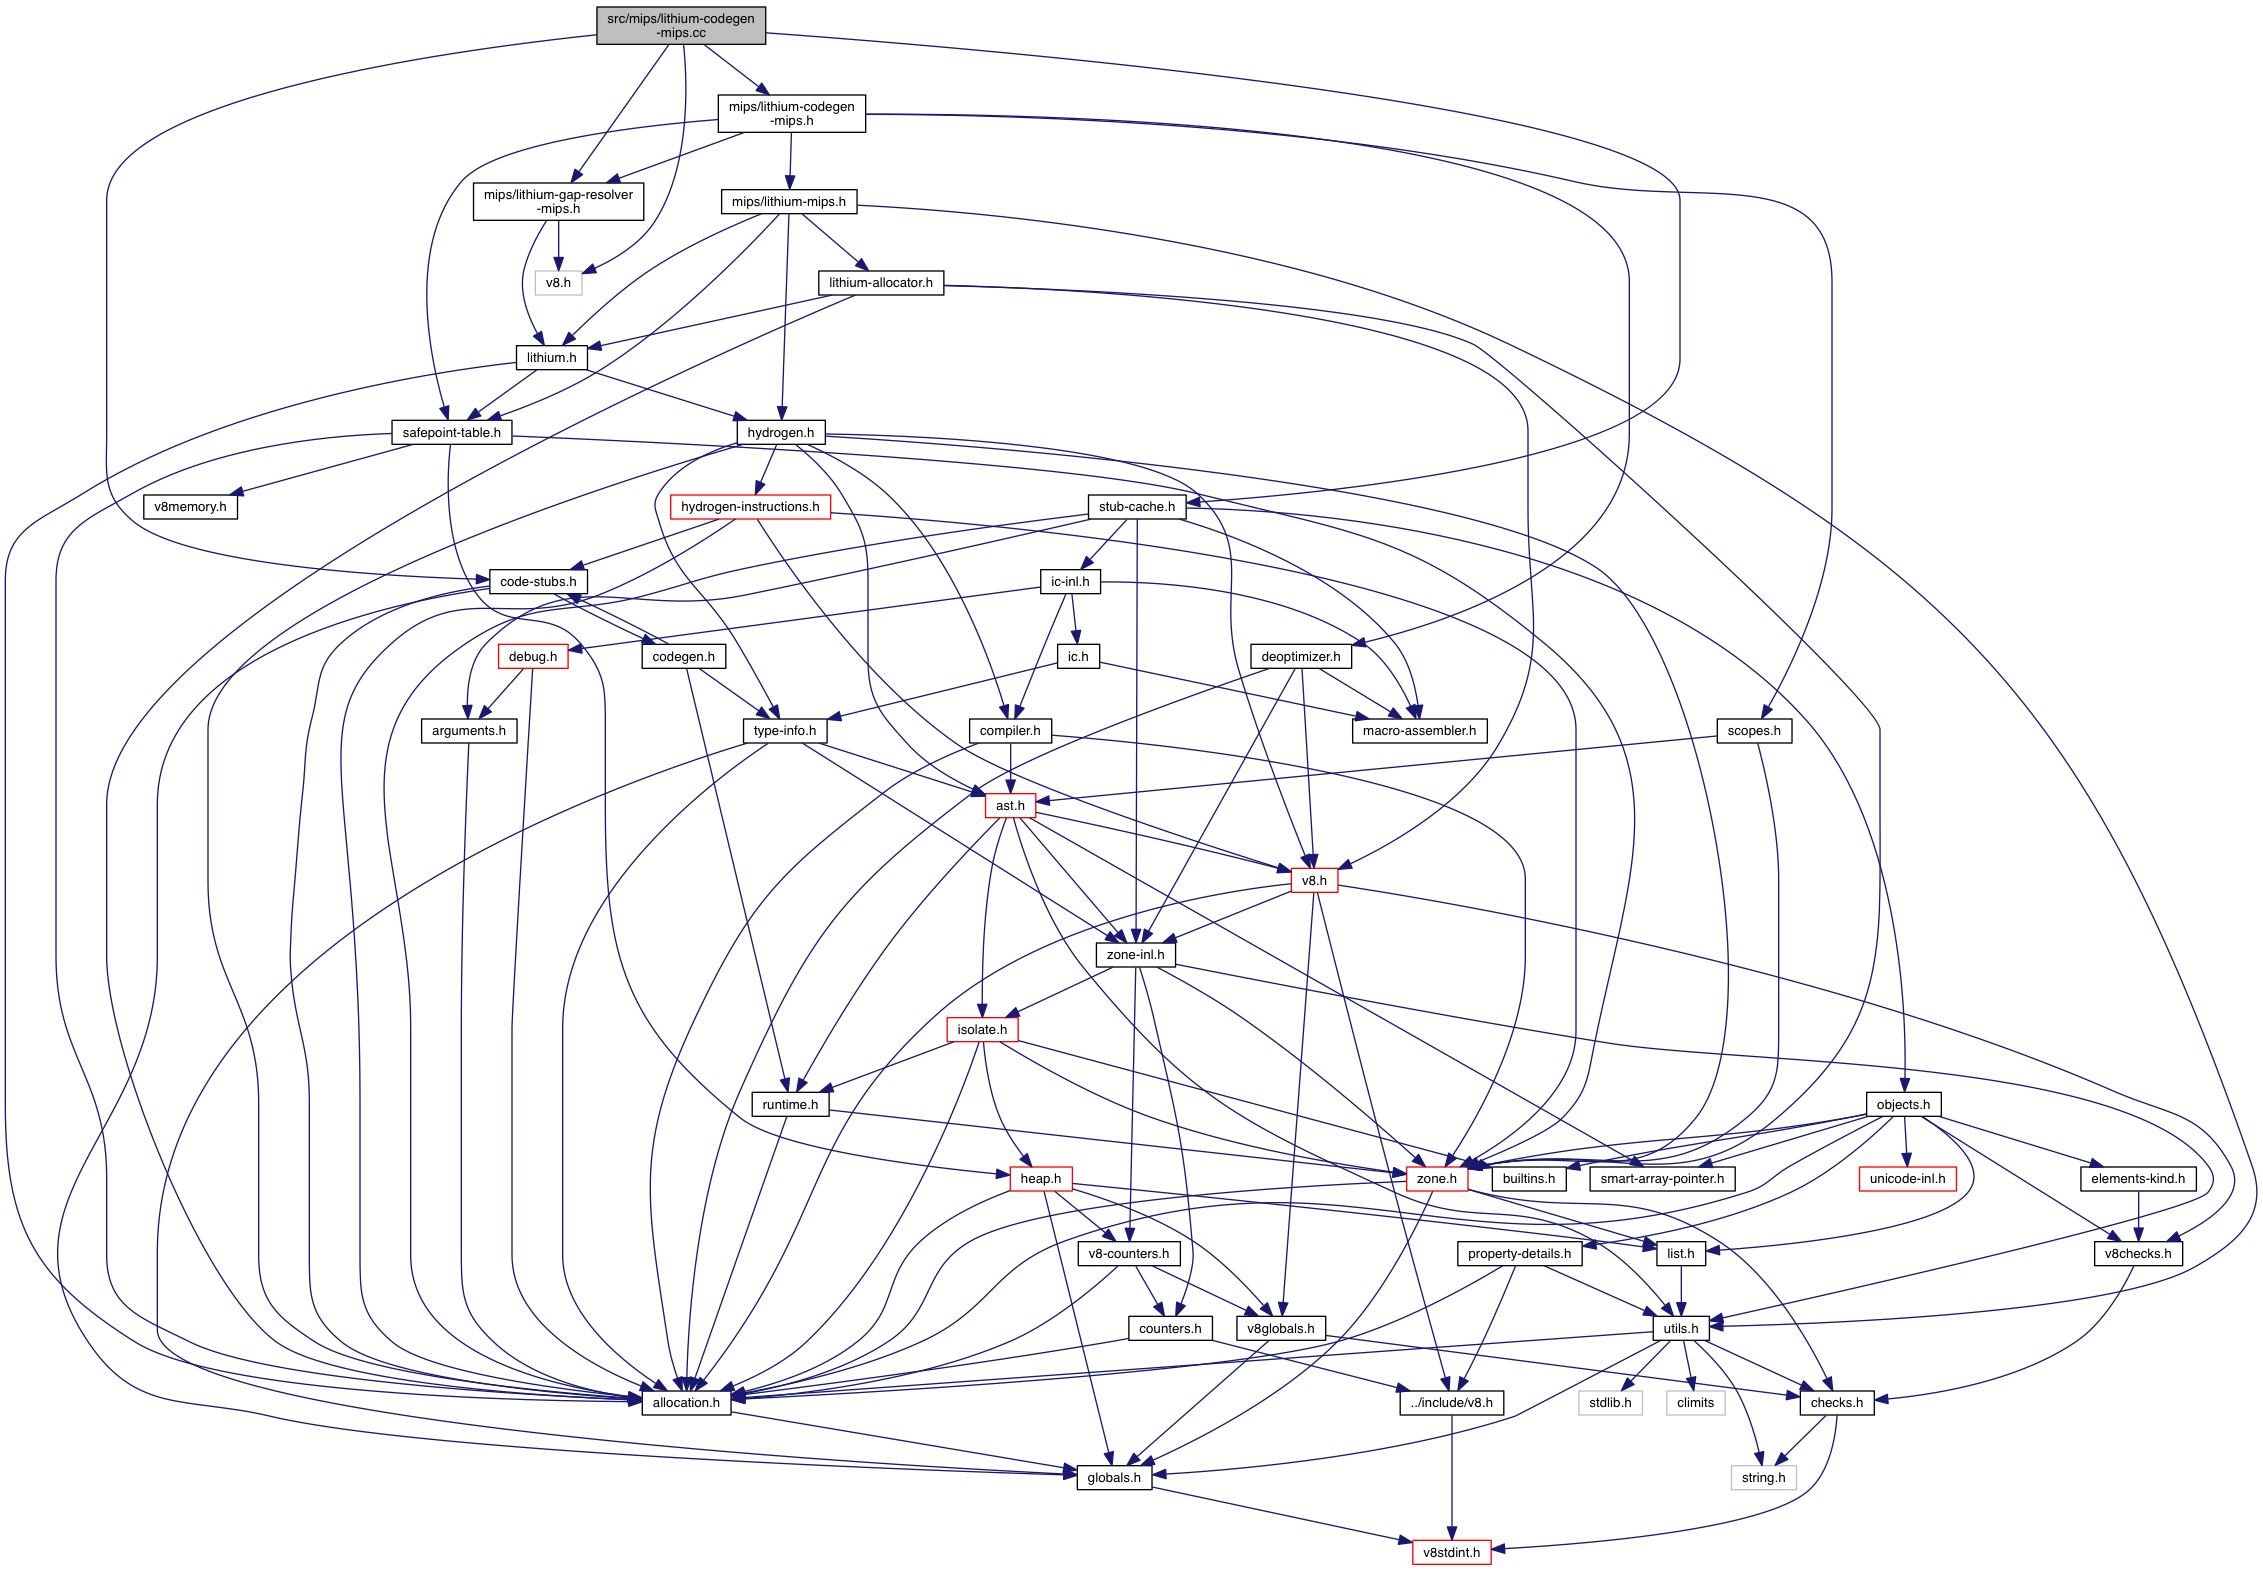 src/mips/lithium-codegen
-mips.cc
mips/lithium-codegen
-mips.h
mips/lithium-gap-resolver
-mips.h
mips/lithium-mips.h
v8.h
lithium-allocator.h
lithium.h
safepoint-table.h
hydrogen.h
v8memory.h
hydrogen-instructions.h
stub-cache.h
code-stubs.h
ic-inl.h
debug.h
codegen.h
ic.h
deoptimizer.h
arguments.h
type-info.h
compiler.h
macro-assembler.h
scopes.h
ast.h
v8.h
zone-inl.h
isolate.h
runtime.h
objects.h
heap.h
zone.h
builtins.h
smart-array-pointer.h
unicode-inl.h
elements-kind.h
v8-counters.h
property-details.h
list.h
v8checks.h
counters.h
v8globals.h
utils.h
allocation.h
../include/v8.h
stdlib.h
climits
checks.h
globals.h
string.h
v8stdint.h